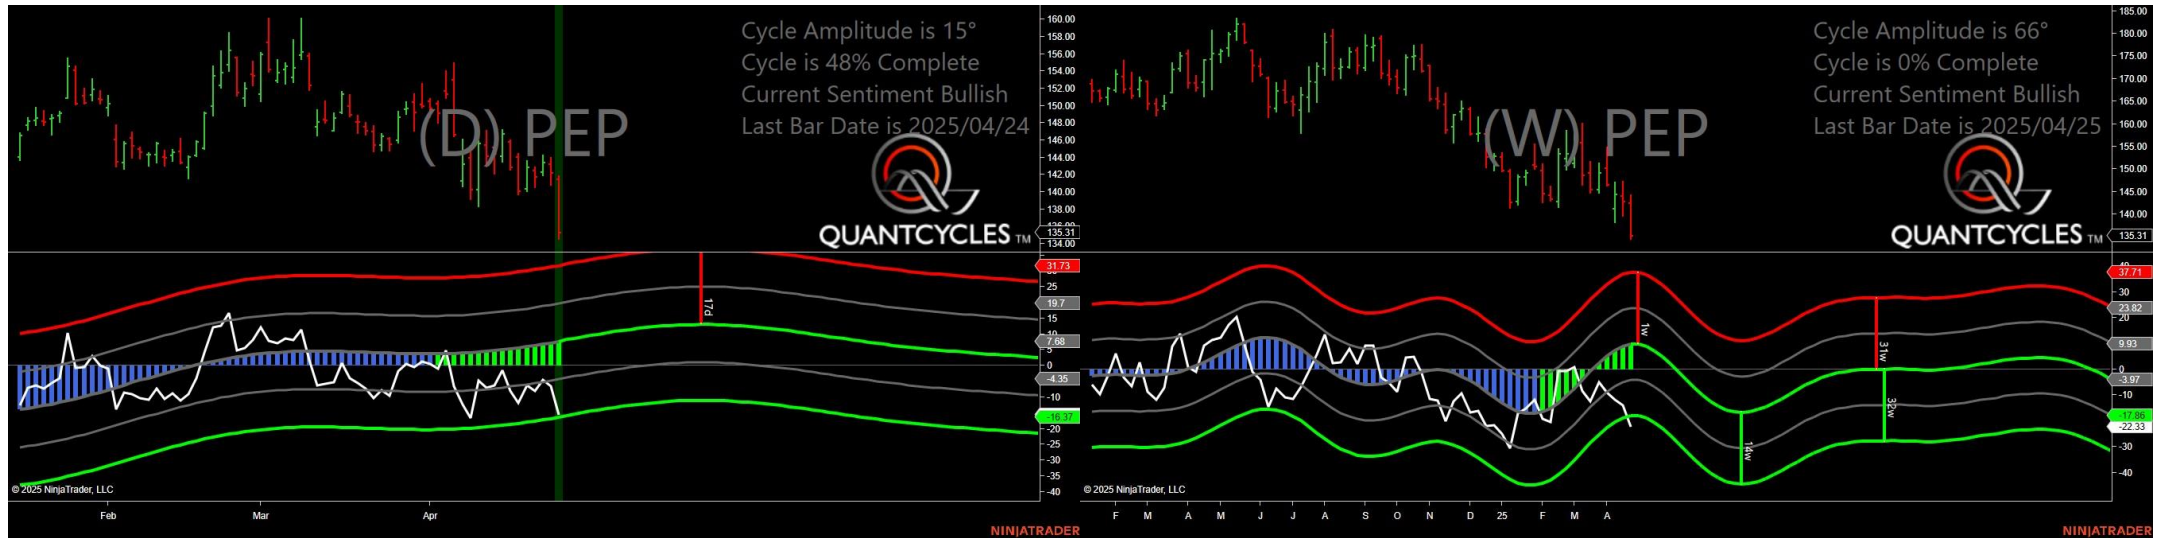 Cycle Amplitude is 15°
Cycle is 48% Complete
Current Sentiment Bullish
Last Bar Date is 2025/04/24
(D) PEP
QUANTCYCLES TM
160.00
158.00
156.00
154.00
152.00
150.00
148.00
146.00
144.00
142.00
140.00
138.00
135.31
134.00
31.73
25
19.7
15
10
7.68
5
0
-4.35
-10
-16.37
-20
-25
-30
-35
-40
17d
© 2025 NinjaTrader, LLC
Feb Mar Apr
NINJATRADER
Cycle Amplitude is 66°
Cycle is 0% Complete
Current Sentiment Bullish
Last Bar Date is 2025/04/25
(W) PEP
QUANTCYCLES TM
185.00
180.00
175.00
170.00
165.00
160.00
155.00
150.00
145.00
140.00
135.31
40
37.71
30
23.82
20
9.93
0
-3.97
-10
-17.86
-22.33
-30
-40
1w
14w
31w
32w
© 2025 NinjaTrader, LLC
F M A M J J A S O N D 25 F M A
NINJATRADER